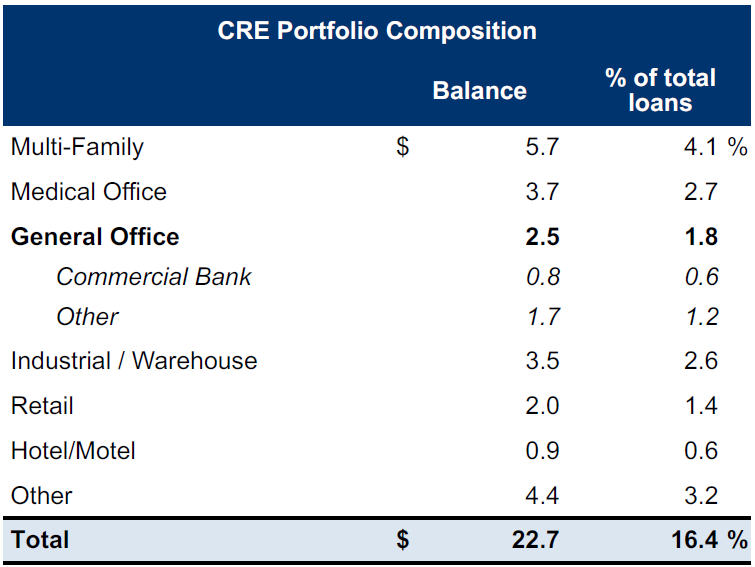 CRE Portfolio Composition
Balance % of total loans
Multi-Family $ 5.7 4.1 %
Medical Office 3.7 2.7
General Office 2.5 1.8
Commercial Bank 0.8 0.6
Other 1.7 1.2
Industrial / Warehouse 3.5 2.6
Retail 2.0 1.4
Hotel/Motel 0.9 0.6
Other 4.4 3.2
Total $ 22.7 16.4 %